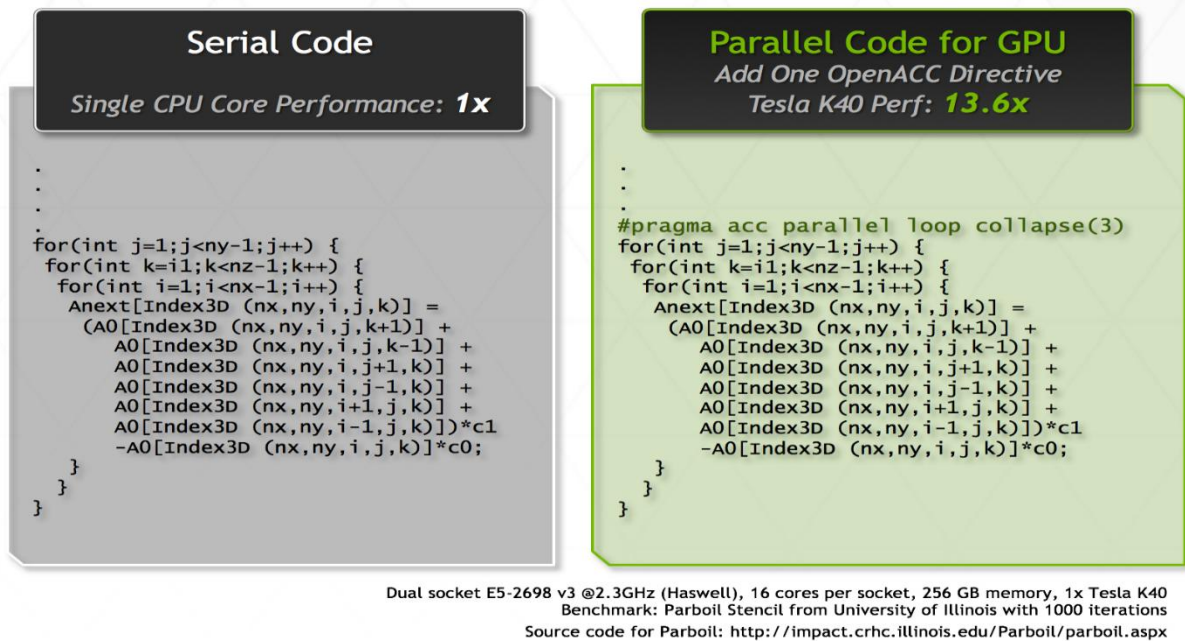 Serial Code
Single CPU Core Performance: 1x
.
.
.
.
for(int j=1;j<ny-1;j++) {
for(int k=i1;k<nz-1;k++) {
for(int i=1;i<nx-1;i++) {
Anext[Index3D (nx,ny,i,j,k)] =
(A0[Index3D (nx,ny,i,j,k+1)] +
A0[Index3D (nx,ny,i,j,k-1)] +
A0[Index3D (nx,ny,i,j+1,k)] +
A0[Index3D (nx,ny,i,j-1,k)] +
A0[Index3D (nx,ny,i+1,j,k)] +
A0[Index3D (nx,ny,i-1,j,k)])*c1
-A0[Index3D (nx,ny,i,j,k)]*c0;
}
}
}
Parallel Code for GPU
Add One OpenACC Directive
Tesla K40 Perf: 13.6x
.
.
.
#pragma acc parallel loop collapse(3)
for(int j=1;j<ny-1;j++) {
for(int k=i1;k<nz-1;k++) {
for(int i=1;i<nx-1;i++) {
Anext[Index3D (nx,ny,i,j,k)] =
(A0[Index3D (nx,ny,i,j,k+1)] +
A0[Index3D (nx,ny,i,j,k-1)] +
A0[Index3D (nx,ny,i,j+1,k)] +
A0[Index3D (nx,ny,i,j-1,k)] +
A0[Index3D (nx,ny,i+1,j,k)] +
A0[Index3D (nx,ny,i-1,j,k)])*c1
-A0[Index3D (nx,ny,i,j,k)]*c0;
}
}
}
Dual socket E5-2698 v3 @2.3GHz (Haswell), 16 cores per socket, 256 GB memory, 1x Tesla K40
Benchmark: Parboil Stencil from University of Illinois with 1000 iterations
Source code for Parboil: http://impact.crhc.illinois.edu/Parboil/parboil.aspx